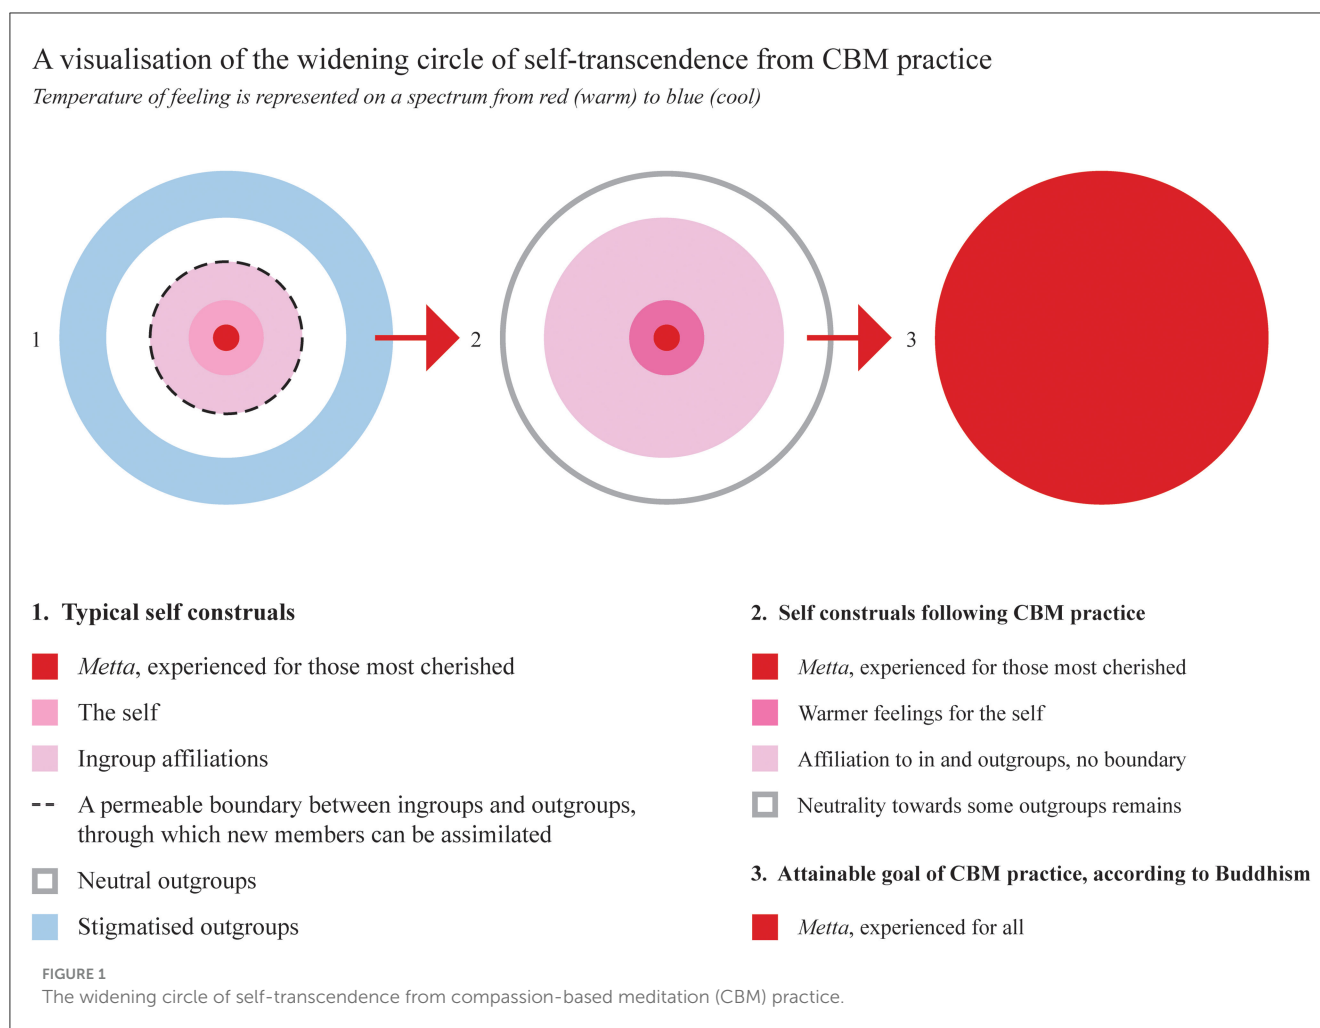 A visualisation of the widening circle of self-transcendence from CBM practice
Temperature of feeling is represented on a spectrum from red (warm) to blue (cool)
1
2
3
1. Typical self construals
Metta, experienced for those most cherished
The self
Ingroup affiliations
A permeable boundary between ingroups and outgroups,
through which new members can be assimilated
Neutral outgroups
Stigmatised outgroups
2. Self construals following CBM practice
Metta, experienced for those most cherished
Warmer feelings for the self
Affiliation to in and outgroups, no boundary
Neutrality towards some outgroups remains
3. Attainable goal of CBM practice, according to Buddhism
Metta, experienced for all
FIGURE 1
The widening circle of self-transcendence from compassion-based meditation (CBM) practice.